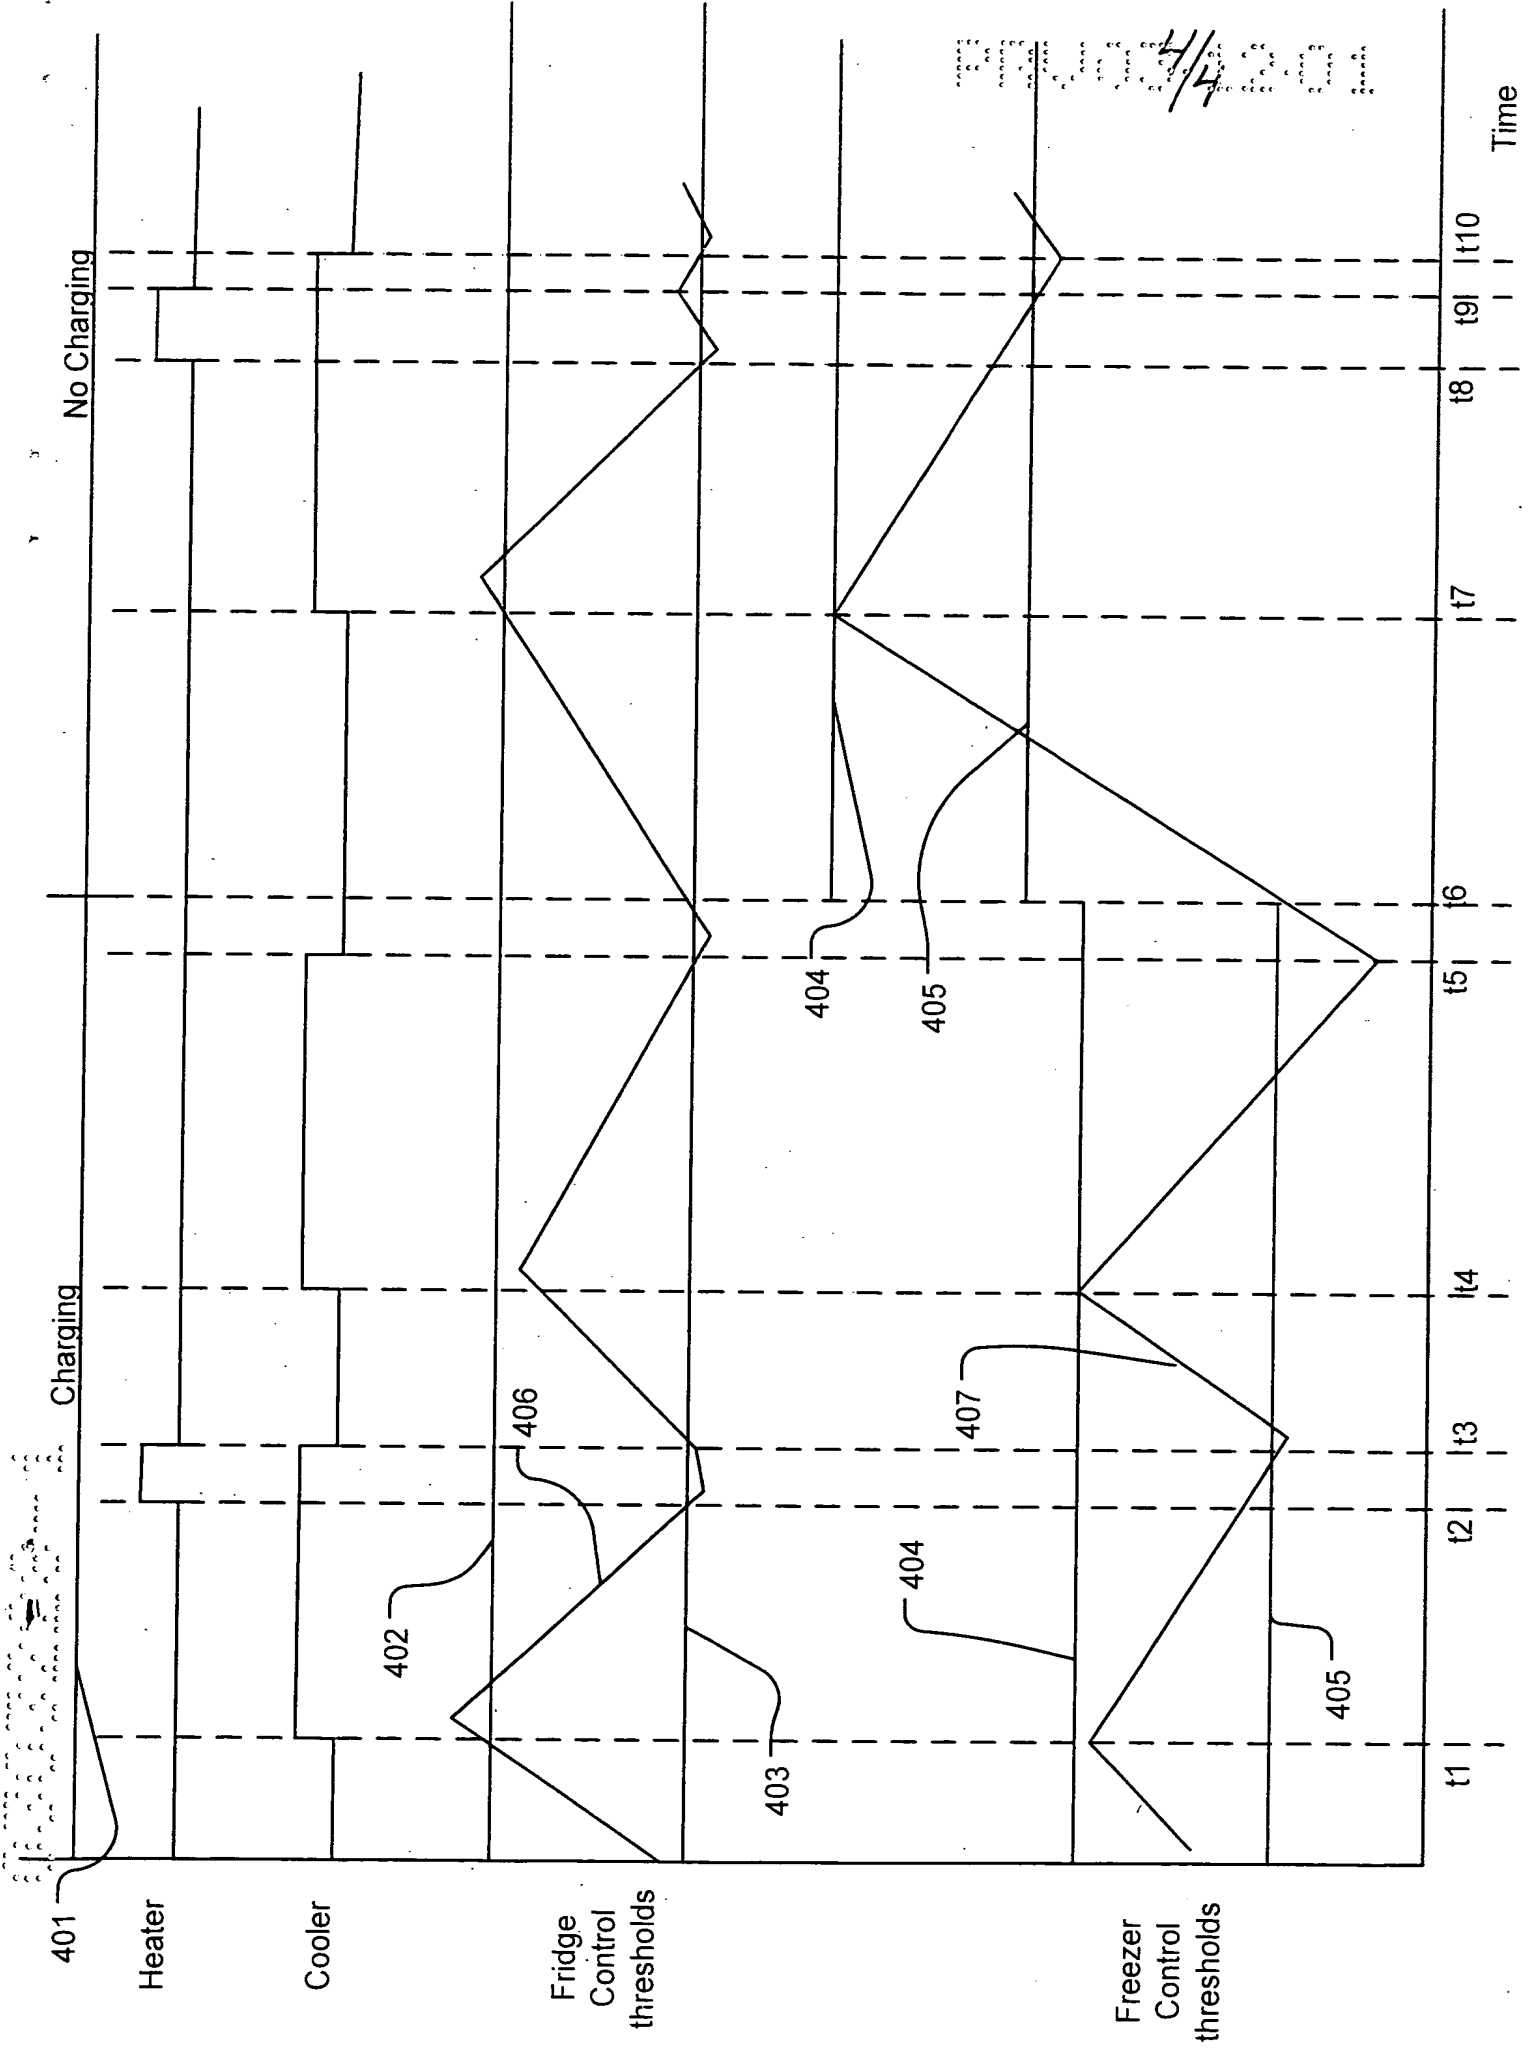 No Charging
Charging
401
Heater
Cooler
Fridge
Control
thresholds
Freezer
Control
thresholds
402
406
403
404
405
407
404
405
t1
t2
t3
t4
t5
t6
t7
t8
t9
t10
Time
4/4